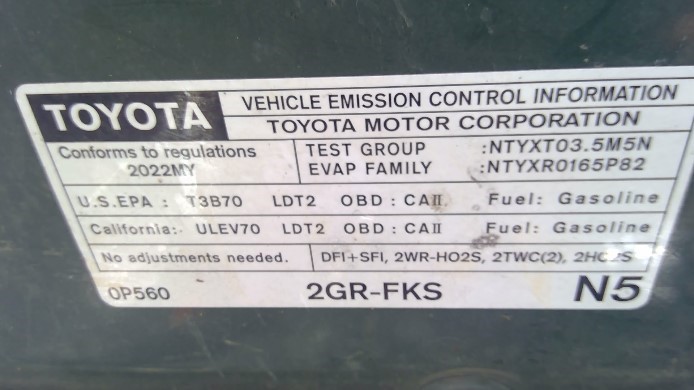 TOYOTA
VEHICLE EMISSION CONTROL INFORMATION
TOYOTA MOTOR CORPORATION
Conforms to regulations
2022MY
TEST GROUP :NTYXT03.5M5N
EVAP FAMILY :NTYXR0165P82
U.S.EPA : T3B70 LDT2 OBD : CAII Fuel: Gasoline
California: ULEV70 LDT2 OBD : CAII Fuel: Gasoline
No adjustments needed. DFI+SFI, 2WR-HO2S, 2TWC(2), 2HO2S
0P560 2GR-FKS N5